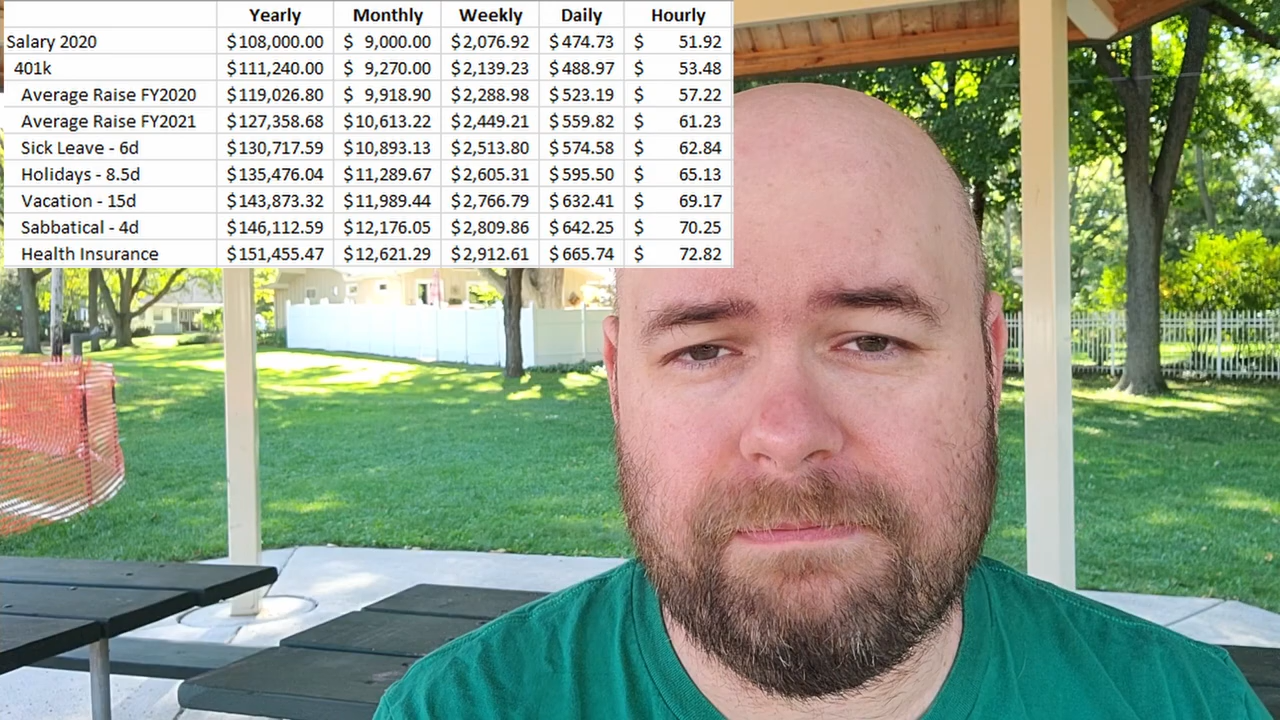 Yearly Monthly Weekly Daily Hourly
Salary 2020 $108,000.00 $ 9,000.00 $2,076.92 $474.73 $ 51.92
401k $111,240.00 $ 9,270.00 $2,139.23 $488.97 $ 53.48
Average Raise FY2020 $119,026.80 $ 9,918.90 $2,288.98 $523.19 $ 57.22
Average Raise FY2021 $127,358.68 $10,613.22 $2,449.21 $559.82 $ 61.23
Sick Leave - 6d $130,717.59 $10,893.13 $2,513.80 $574.58 $ 62.84
Holidays - 8.5d $135,476.04 $11,289.67 $2,605.31 $595.50 $ 65.13
Vacation - 15d $143,873.32 $11,989.44 $2,766.79 $632.41 $ 69.17
Sabbatical - 4d $146,112.59 $12,176.05 $2,809.86 $642.25 $ 70.25
Health Insurance $151,455.47 $12,621.29 $2,912.61 $665.74 $ 72.82